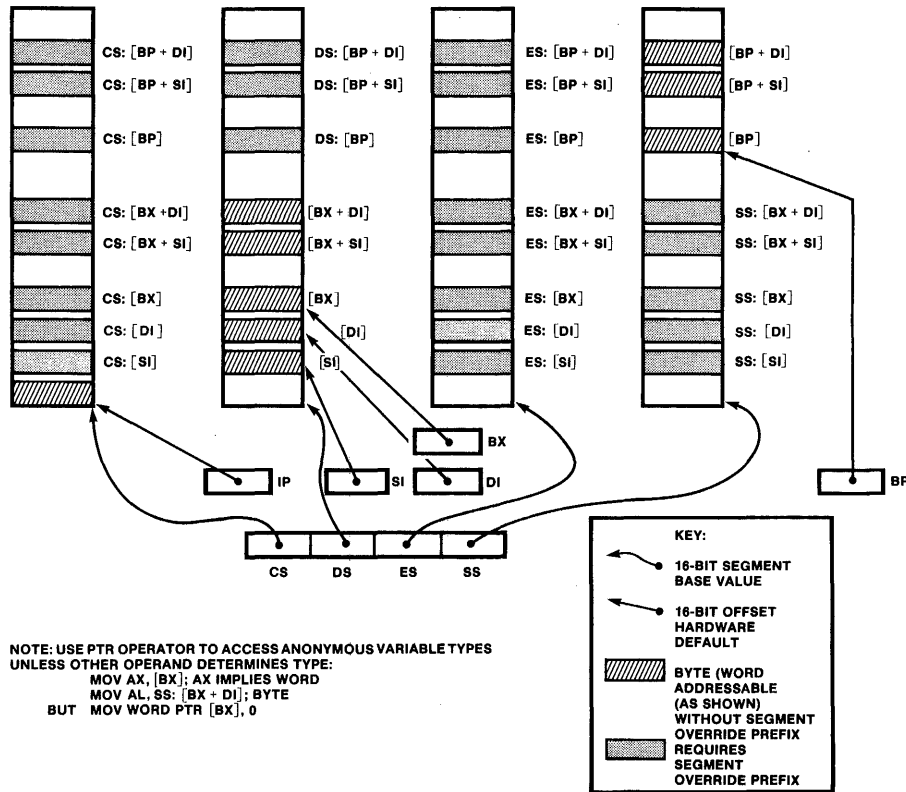 CS: [BP + DI]
CS: [BP + SI]
CS: [BP]
CS: [BX +DI]
CS: [BX + SI]
CS: [BX]
CS: [DI]
CS: [SI]
DS: [BP + DI]
DS: [BP + SI]
DS: [BP]
[BX + DI]
[BX + SI]
[BX]
[DI]
[SI]
ES: [BP + DI]
ES: [BP + SI]
ES: [BP]
ES: [BX + DI]
ES: [BX + SI]
ES: [BX]
ES: [DI]
ES: [SI]
[BP + DI]
[BP + SI]
[BP]
SS: [BX + DI]
SS: [BX + SI]
SS: [BX]
SS: [DI]
SS: [SI]
BX
IP
SI
DI
BP
CS
DS
ES
SS
KEY:
16-BIT SEGMENT
BASE VALUE
16-BIT OFFSET
HARDWARE
DEFAULT
BYTE (WORD
ADDRESSABLE
(AS SHOWN)
WITHOUT SEGMENT
OVERRIDE PREFIX
REQUIRES
SEGMENT
OVERRIDE PREFIX
NOTE: USE PTR OPERATOR TO ACCESS ANONYMOUS VARIABLE TYPES
UNLESS OTHER OPERAND DETERMINES TYPE:
MOV AX, [BX]; AX IMPLIES WORD
MOV AL, SS: [BX + DI]; BYTE
BUT MOV WORD PTR [BX], 0